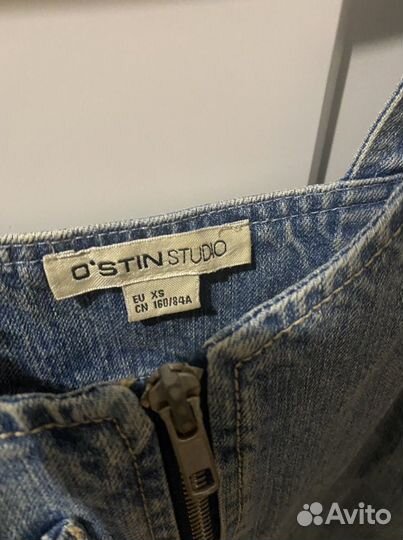 O'STIN STUDIO
EU XS
CN 160/84A
Avito